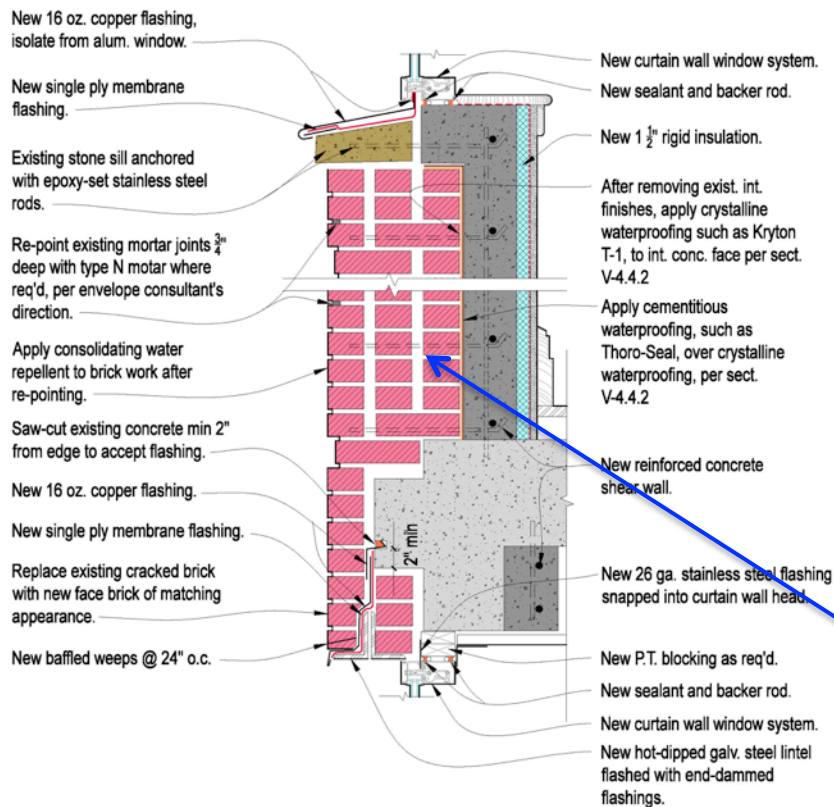 New 16 oz. copper flashing,
isolate from alum. window.
New single ply membrane
flashing.
Existing stone sill anchored
with epoxy-set stainless steel
rods.
Re-point existing mortar joints 3/4"
deep with type N motar where
req'd, per envelope consultant's
direction.
Apply consolidating water
repellent to brick work after
re-pointing.
Saw-cut existing concrete min 2"
from edge to accept flashing.
New 16 oz. copper flashing.
New single ply membrane flashing.
Replace existing cracked brick
with new face brick of matching
appearance.
New baffled weeps @ 24" o.c.
2" min
New curtain wall window system.
New sealant and backer rod.
New 1 1/2" rigid insulation.
After removing exist. int.
finishes, apply crystalline
waterproofing such as Kryton
T-1, to int. conc. face per sect.
V-4.4.2
Apply cementitious
waterproofing, such as
Thoro-Seal, over crystalline
waterproofing, per sect.
V-4.4.2
New reinforced concrete
shear wall.
New 26 ga. stainless steel flashing
snapped into curtain wall head.
New P.T. blocking as req'd.
New sealant and backer rod.
New curtain wall window system.
New hot-dipped galv. steel lintel
flashed with end-dammed
flashings.